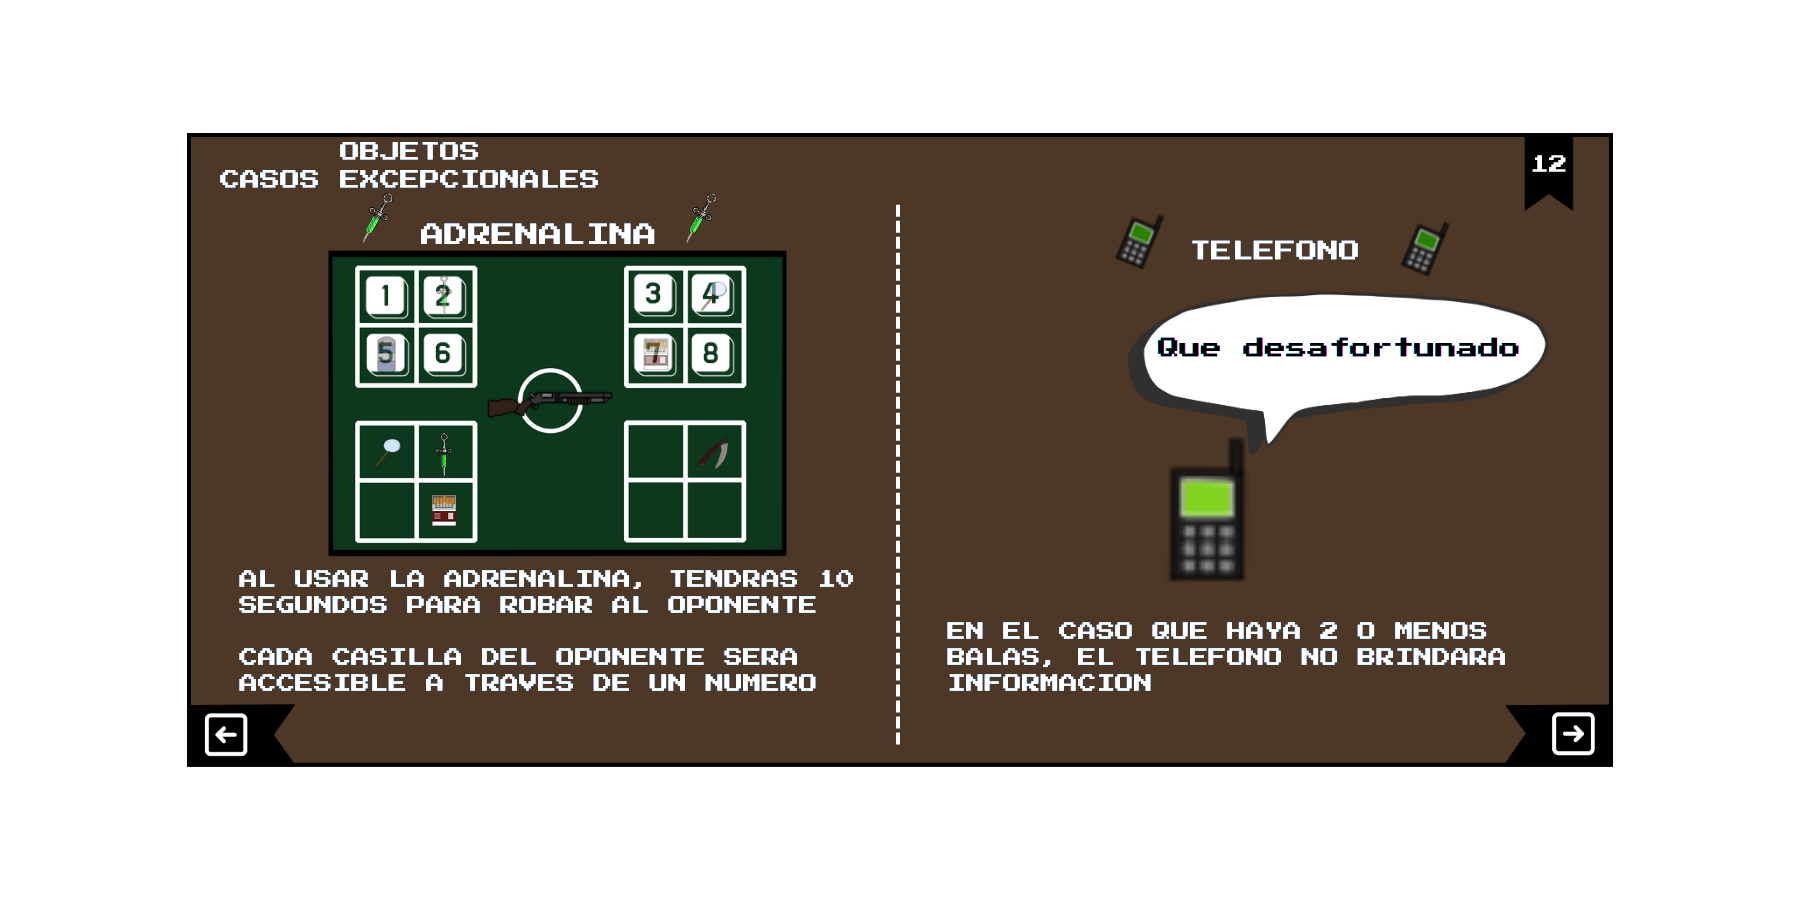 OBJETOS
CASOS EXCEPCIONALES
12
ADRENALINA
1 2 3 4
5 6 7 8
AL USAR LA ADRENALINA, TENDRAS 10
SEGUNDOS PARA ROBAR AL OPONENTE
CADA CASILLA DEL OPONENTE SERA
ACCESIBLE A TRAVES DE UN NUMERO
TELEFONO
Que desafortunado
EN EL CASO QUE HAYA 2 O MENOS
BALAS, EL TELEFONO NO BRINDARA
INFORMACION